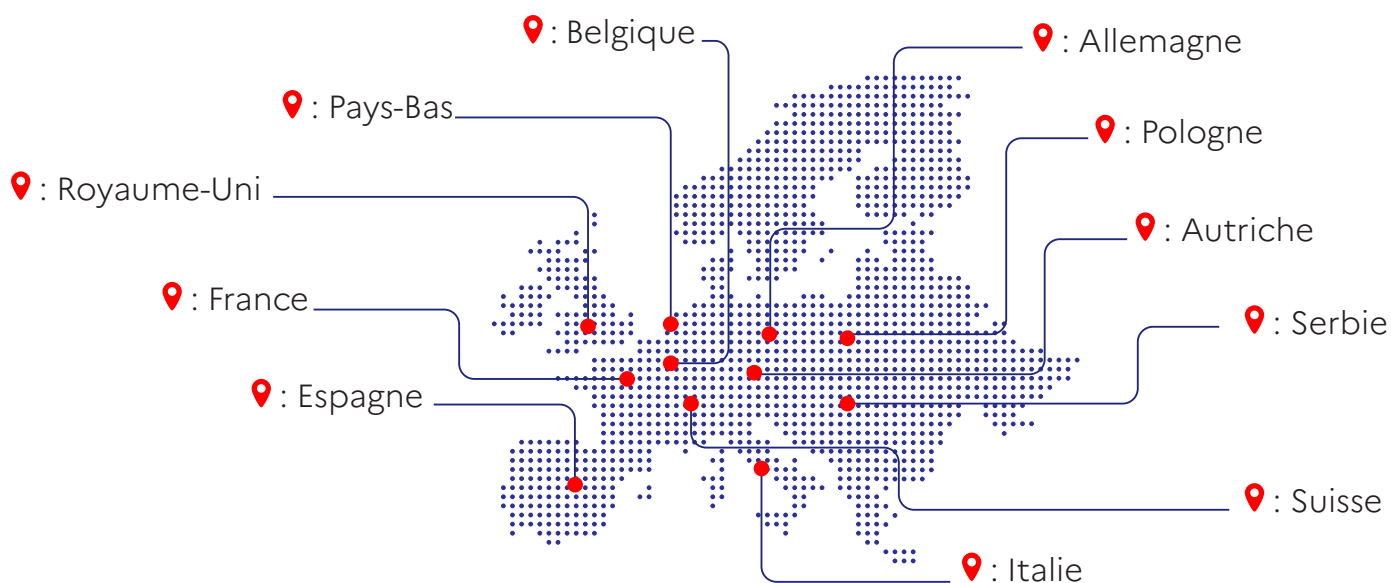 : Belgique
: Allemagne
: Pays-Bas
: Pologne
: Royaume-Uni
: Autriche
: France
: Serbie
: Espagne
: Suisse
: Italie